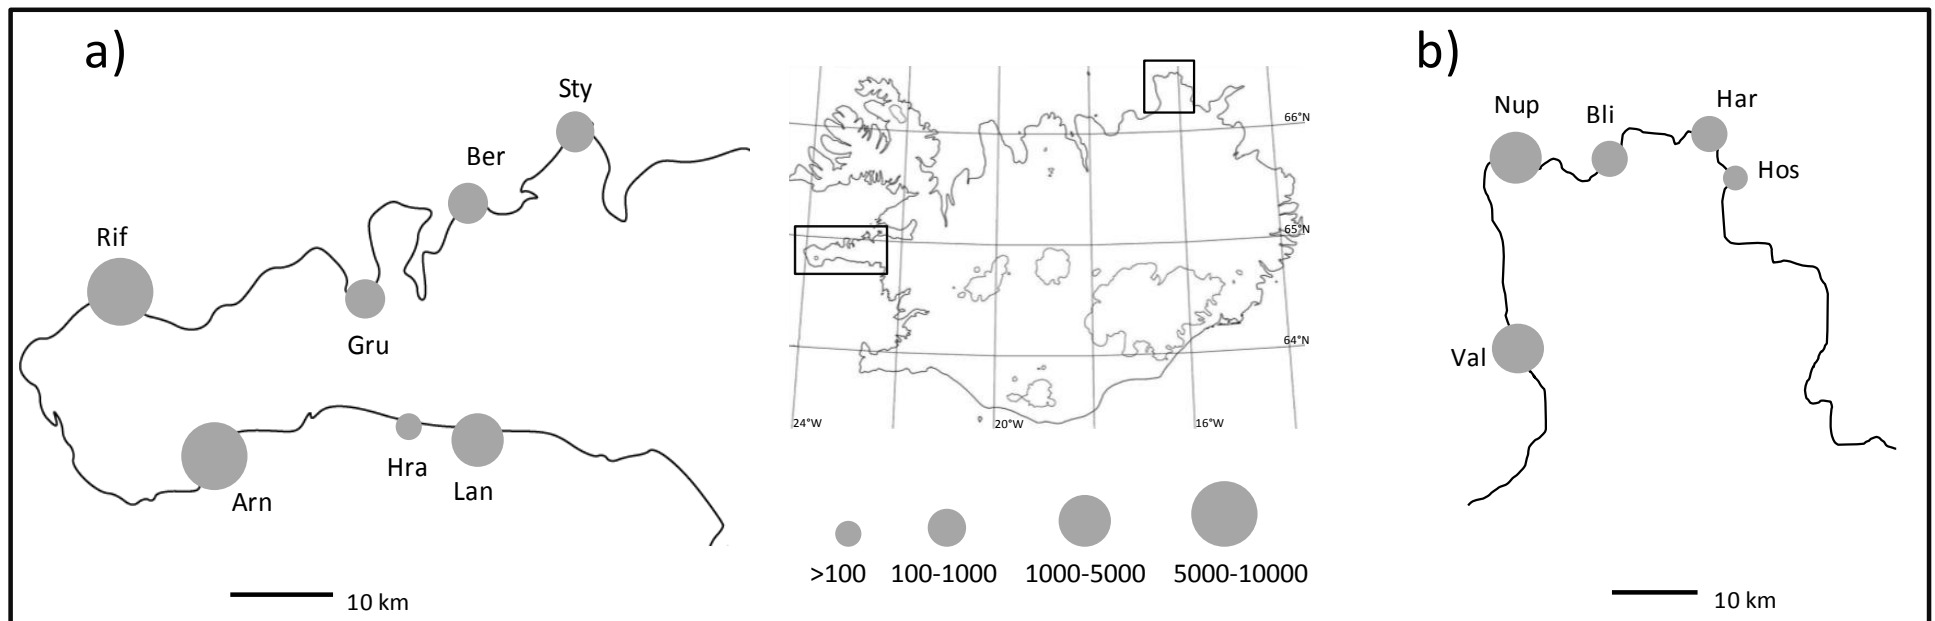 a)
Sty
Ber
Rif
Gru
Hra
Lan
Arn
10 km
66°N
65°N
64°N
24°W
20°W
16°W
>100
100-1000
1000-5000
5000-10000
b)
Nup
Bli
Har
Hos
Val
10 km